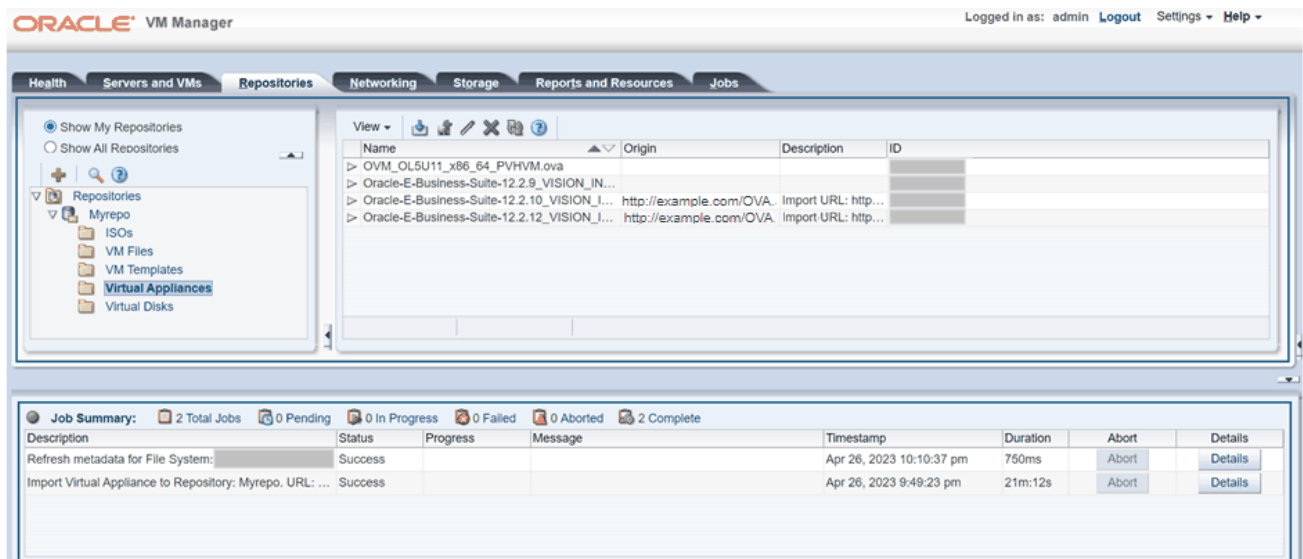 ORACLE VM Manager
Logged in as: admin Logout Settings Help
Health Servers and VMs Repositories Networking Storage Reports and Resources Jobs
Show My Repositories
Show All Repositories
Repositories
Myrepo
ISOs
VM Files
VM Templates
Virtual Appliances
Virtual Disks
View
Name Origin Description ID
OVM_OL5U11_x86_64_PVHVM.ova
Oracle-E-Business-Suite-12.2.9_VISION_IN...
Oracle-E-Business-Suite-12.2.10_VISION_I... http://example.com/OVA.. Import URL: http...
Oracle-E-Business-Suite-12.2.12_VISION_I... http://example.com/OVA. Import URL: http...
Job Summary: 2 Total Jobs 0 Pending 0 In Progress 0 Failed 0 Aborted 2 Complete
Description Status Progress Message Timestamp Duration Abort Details
Refresh metadata for File System: Success Apr 26, 2023 10:10:37 pm 750ms Abort Details
Import Virtual Appliance to Repository: Myrepo. URL: ... Success Apr 26, 2023 9:49:23 pm 21m:12s Abort Details